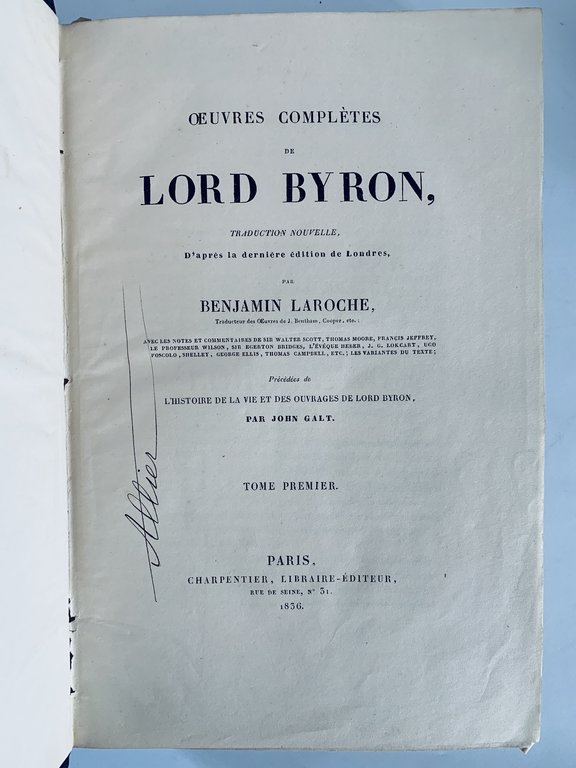 ŒUVRES COMPLÈTES
DE
LORD BYRON,
TRADUCTION NOUVELLE,
D'après la dernière édition de Londres,
PAR
BENJAMIN LAROCHE,
Traducteur des Œuvres de J. Bentham, Cooper, etc.;
AVEC LES NOTES ET COMMENTAIRES DE SIR WALTER SCOTT, THOMAS MOORE, FRANCIS JEFFREY,
LE PROFESSEUR WILSON, SIR EGERTON BRIDGES, L'ÉVÊQUE HEBER, J. G. LOKCART, UGO
FOSCOLO, SHELLEY, GEORGE ELLIS, THOMAS CAMPBELL, ETC.; LES VARIANTES DU TEXTE;
Précédées de
L'HISTOIRE DE LA VIE ET DES OUVRAGES DE LORD BYRON,
PAR JOHN GALT.
Allier
TOME PREMIER.
PARIS,
CHARPENTIER, LIBRAIRE-ÉDITEUR,
RUE DE SEINE, N° 31.
1836.